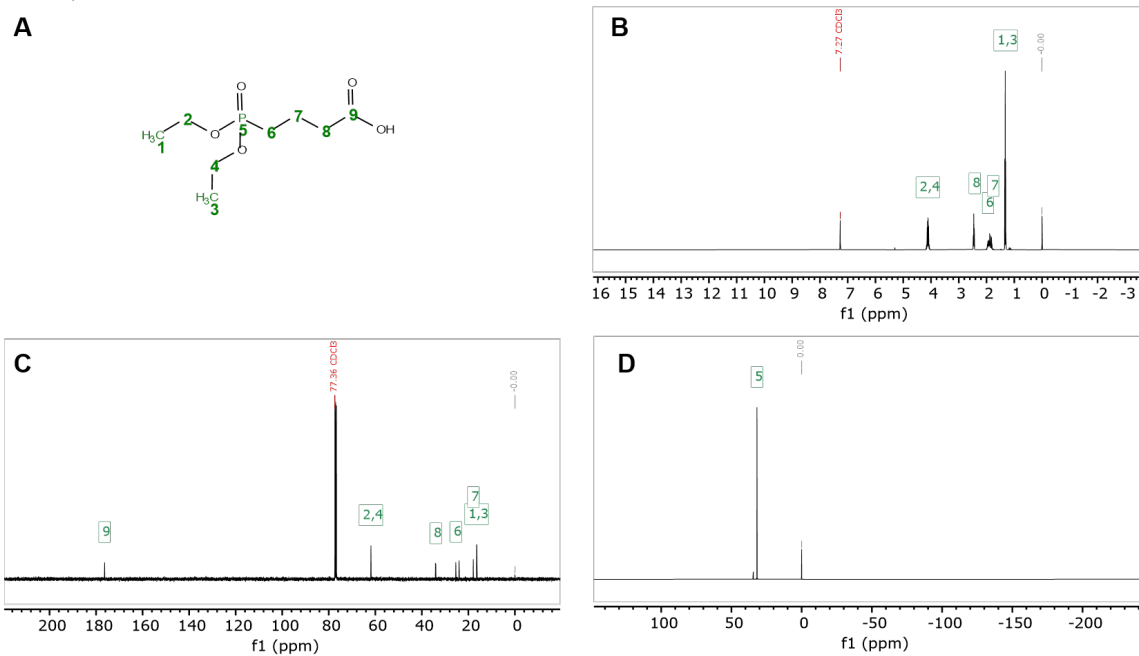 A
O
P
5
6
7
8
9
O
OH
2
O
H₃C
1
O
4
H₃C
3
B
7.27 CDCl3
1,3
-0.00
2,4
8
7
6
16 15 14 13 12 11 10 9 8 7 6 5 4 3 2 1 0 -1 -2 -3
f1 (ppm)
C
77.36 CDCl3
-0.00
9
2,4
8
6
7
1,3
200 180 160 140 120 100 80 60 40 20 0
f1 (ppm)
D
5
0.00
100 50 0 -50 -100 -150 -200
f1 (ppm)